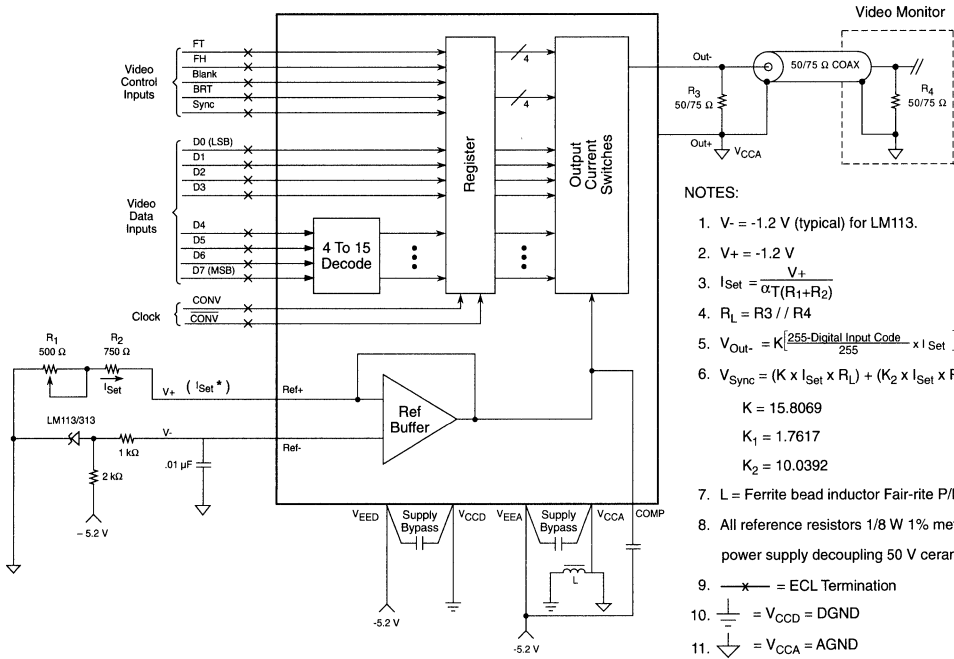 Video Monitor
FT
FH
Blank
BRT
Sync
Video
Control
Inputs
4
4
Register
Output
Current
Switches
Out-
50/75 Ω COAX
R3
50/75 Ω
R4
50/75 Ω
Out+
VCCA
D0 (LSB)
D1
D2
D3
Video
Data
Inputs
D4
D5
D6
D7 (MSB)
4 To 15
Decode
Clock
CONV
CONV
R1
500 Ω
R2
750 Ω
ISet
V+ (ISet*)
Ref+
LM113/313
V-
Ref-
1 kΩ
.01 µF
2 kΩ
– 5.2 V
Ref
Buffer
VEED
Supply
Bypass
VCCD
VEEA
Supply
Bypass
VCCA
COMP
L
-5.2 V
-5.2 V
NOTES:
1. V- = -1.2 V (typical) for LM113.
2. V+ = -1.2 V
3. ISet = V+ / αT(R1+R2)
4. RL = R3 // R4
5. VOut- = K[255-Digital Input Code / 255 x ISet]
6. VSync = (K x ISet x RL) + (K2 x ISet x
K = 15.8069
K1 = 1.7617
K2 = 10.0392
7. L = Ferrite bead inductor Fair-rite
8. All reference resistors 1/8 W 1%
power supply decoupling 50 V
9. x = ECL Termination
10. = VCCD = DGND
11. = VCCA = AGND